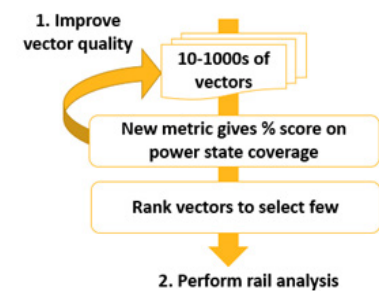 1. Improve
vector quality
10-1000s of
vectors
New metric gives % score on
power state coverage
Rank vectors to select few
2. Perform rail analysis